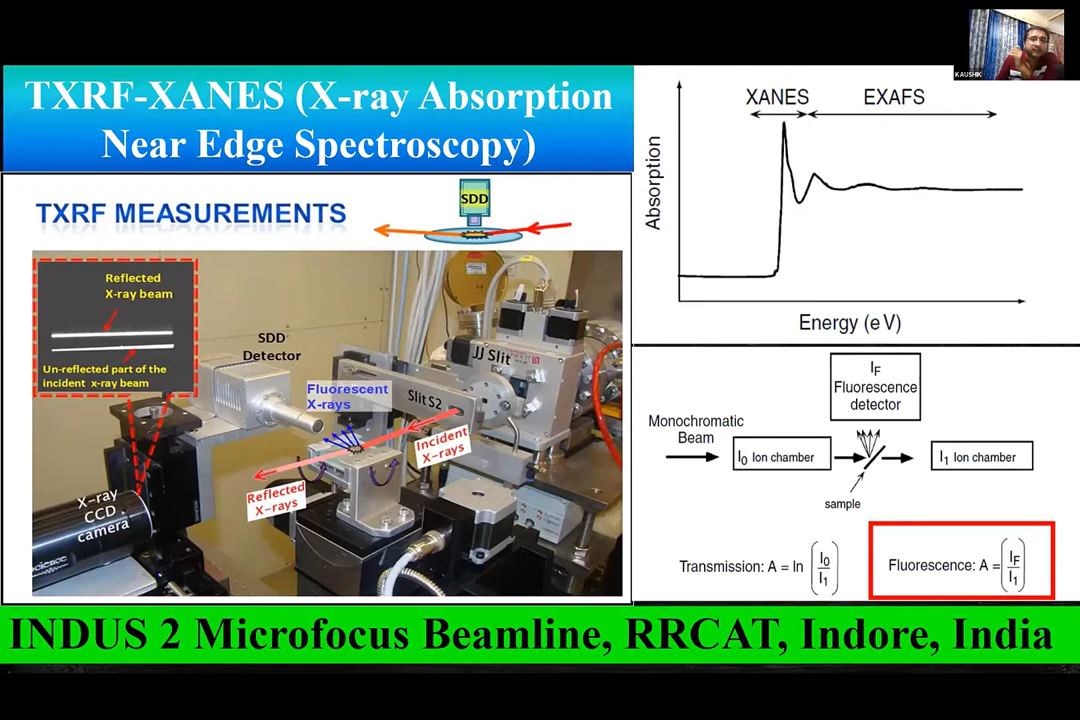 KAUSHIK
TXRF-XANES (X-ray Absorption
Near Edge Spectroscopy)
TXRF MEASUREMENTS
SDD
Reflected
X-ray beam
Un-reflected part of the
incident x-ray beam
SDD
Detector
JJ Slit
Fluorescent
X-rays
Slit S2
Incident
X-rays
Reflected
X-rays
X-ray
CCD
camera
XANES
EXAFS
Absorption
Energy (eV)
IF
Fluorescence
detector
Monochromatic
Beam
I0 Ion chamber
I1 Ion chamber
sample
Transmission: A = ln (I0/I1)
Fluorescence: A = (IF/I1)
INDUS 2 Microfocus Beamline, RRCAT, Indore, India